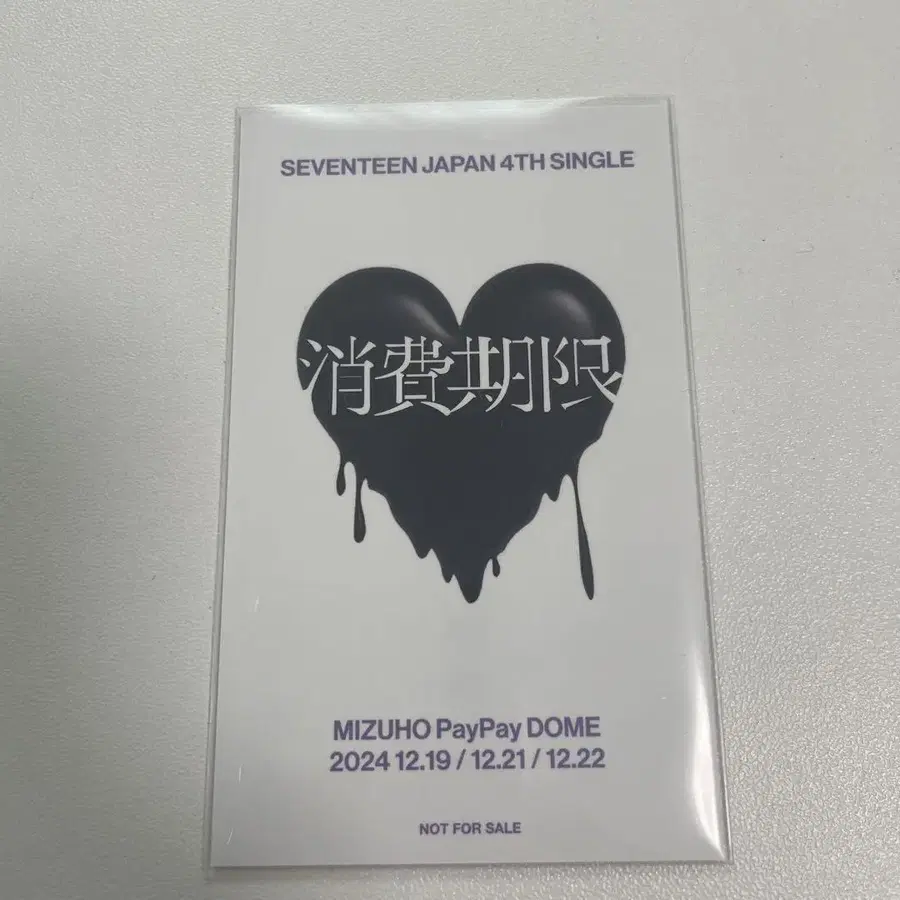 SEVENTEEN JAPAN 4TH SINGLE
消費期限
MIZUHO PayPay DOME
2024 12.19 / 12.21 / 12.22
NOT FOR SALE